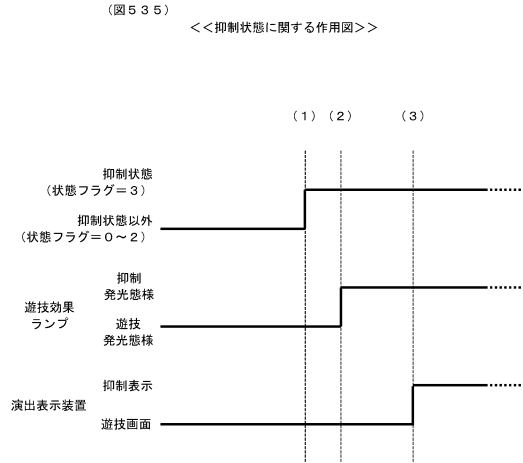 （図５３５）
＜＜抑制状態に関する作用図＞＞
（１）（２）（３）
抑制状態
（状態フラグ＝３）
抑制状態以外
（状態フラグ＝０～２）
抑制
発光態様
遊技効果
ランプ
遊技
発光態様
抑制表示
演出表示装置
遊技画面